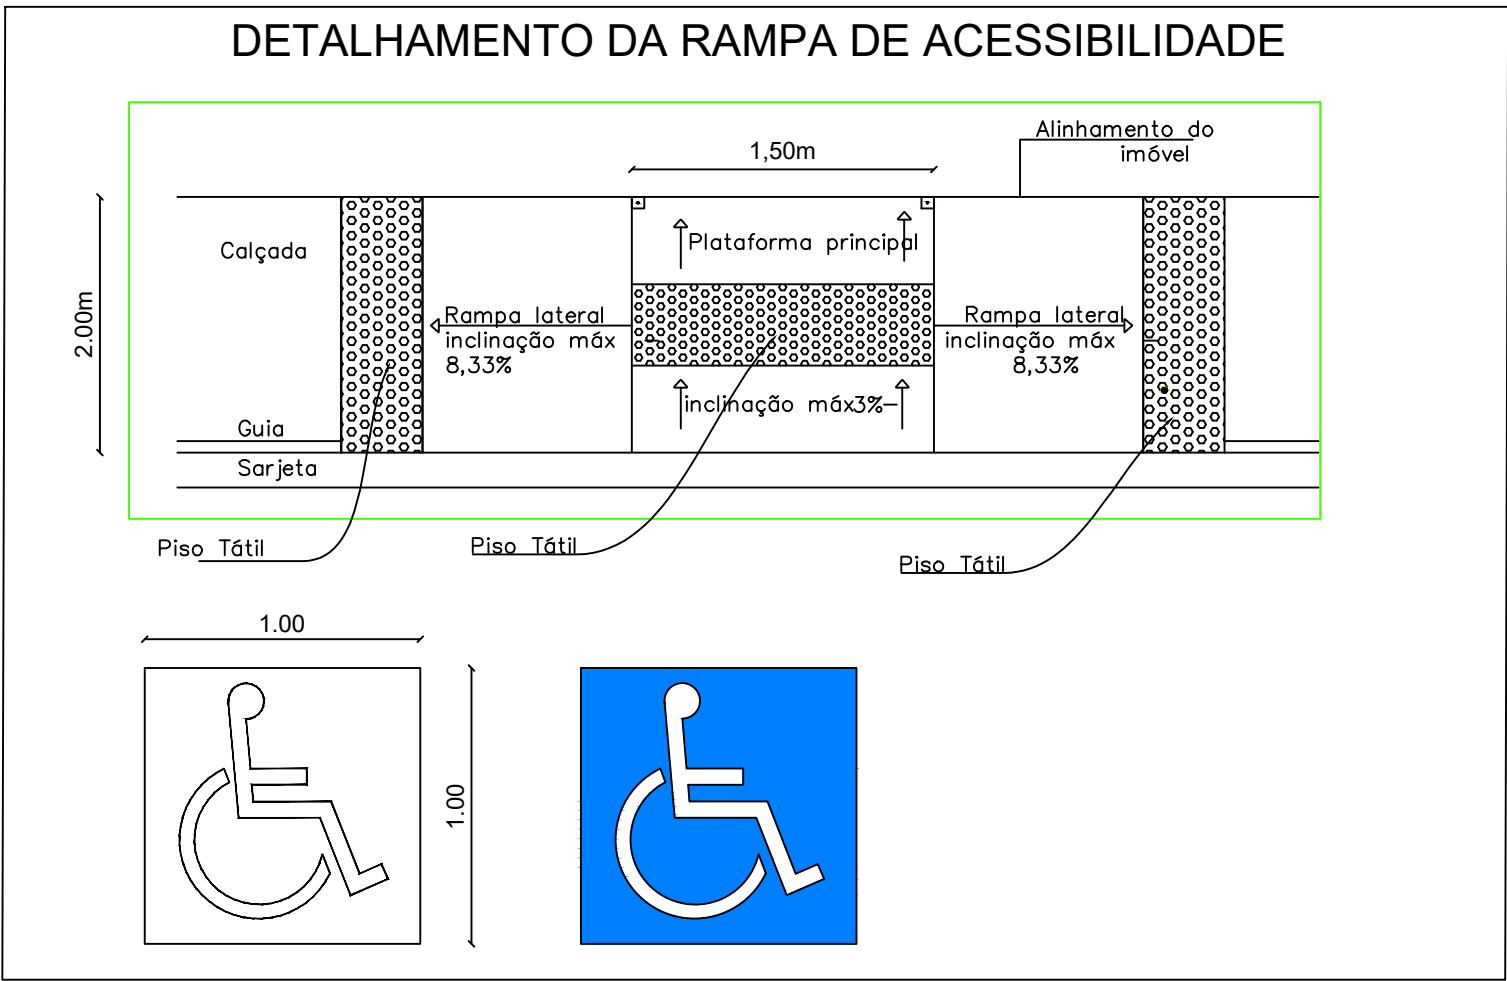 DETALHAMENTO DA RAMPA DE ACESSIBILIDADE
1,50m
Alinhamento do
imóvel
Calçada
Plataforma principal
2.00m
Rampa lateral
inclinação máx
8,33%
Rampa lateral
inclinação máx
8,33%
inclinação máx3%
Guia
Sarjeta
Piso Tátil
Piso Tátil
Piso Tátil
1.00
1.00